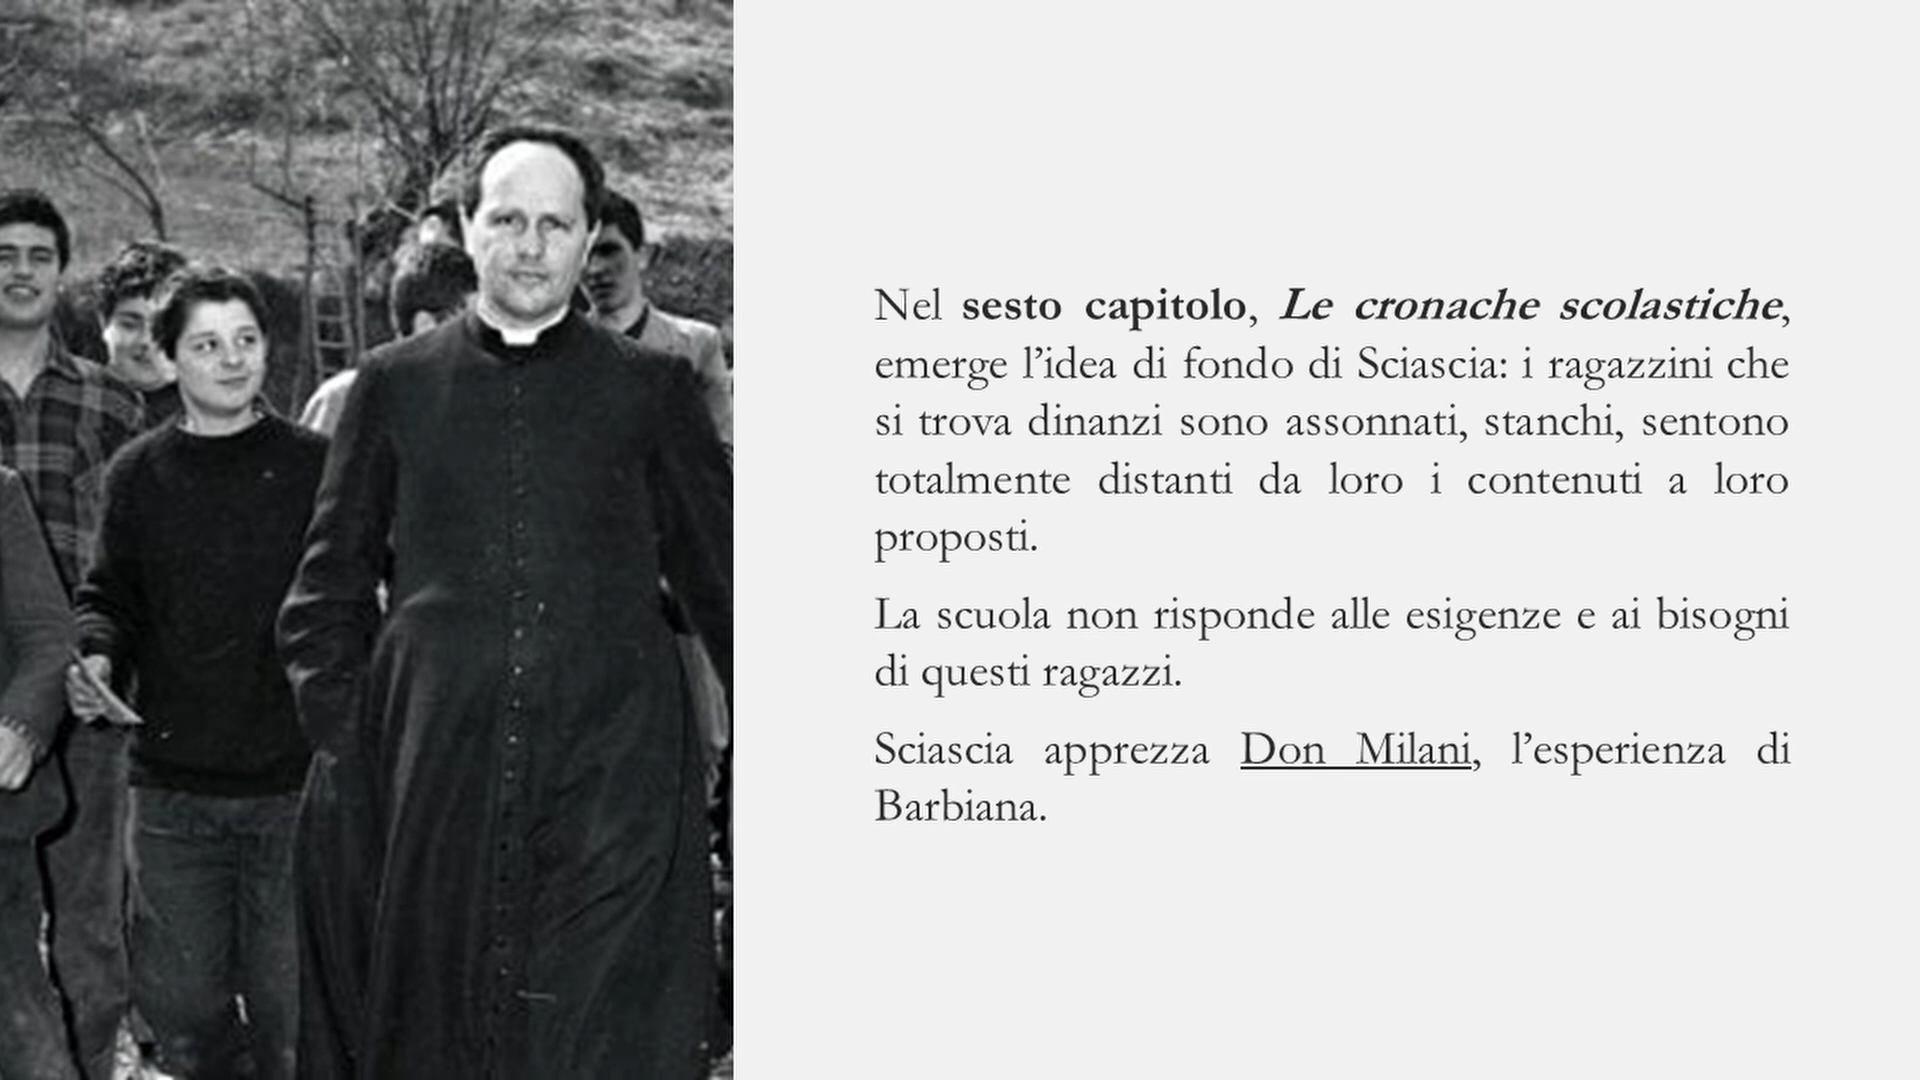 Nel sesto capitolo, Le cronache scolastiche,
emerge l’idea di fondo di Sciascia: i ragazzini che
si trova dinanzi sono assonnati, stanchi, sentono
totalmente distanti da loro i contenuti a loro
proposti.
La scuola non risponde alle esigenze e ai bisogni
di questi ragazzi.
Sciascia apprezza Don Milani, l’esperienza di
Barbiana.